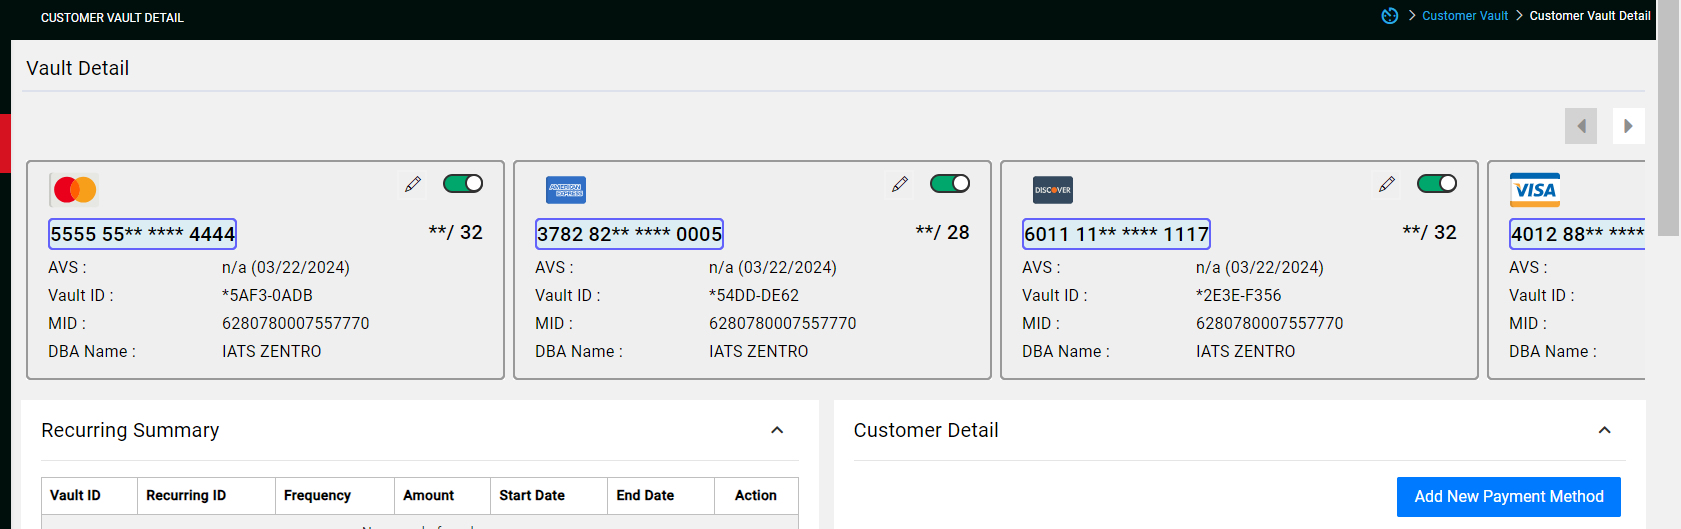 CUSTOMER VAULT DETAIL
Customer Vault
Customer Vault Detail
Vault Detail
5555 55** **** 4444
**/ 32
AVS :
n/a (03/22/2024)
Vault ID :
*5AF3-0ADB
MID :
6280780007557770
DBA Name :
IATS ZENTRO
AMERICAN EXPRESS
3782 82** **** 0005
**/ 28
AVS :
n/a (03/22/2024)
Vault ID :
*54DD-DE62
MID :
6280780007557770
DBA Name :
IATS ZENTRO
DISCOVER
6011 11** **** 1117
**/ 32
AVS :
n/a (03/22/2024)
Vault ID :
*2E3E-F356
MID :
6280780007557770
DBA Name :
IATS ZENTRO
VISA
4012 88** ****
AVS :
Vault ID :
MID :
DBA Name :
Recurring Summary
Vault ID
Recurring ID
Frequency
Amount
Start Date
End Date
Action
Customer Detail
Add New Payment Method